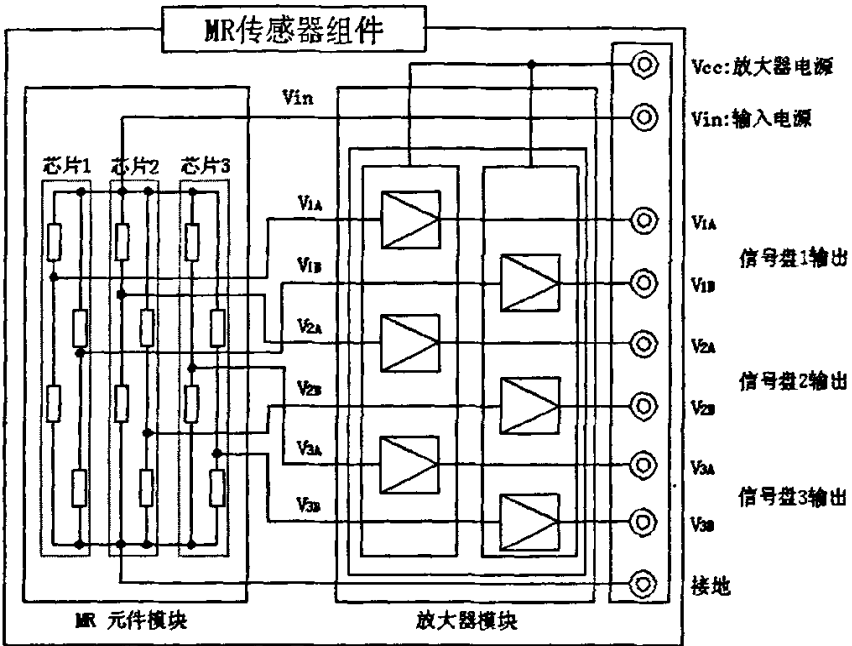 MR传感器组件
Vcc:放大器电源
Vin
Vin:输入电源
芯片1 芯片2 芯片3
V1A
V1A
信号盘1输出
V1B
V1B
V2A
V2A
信号盘2输出
V2B
V2B
V3A
V3A
信号盘3输出
V3B
V3B
接地
MR 元件模块
放大器模块